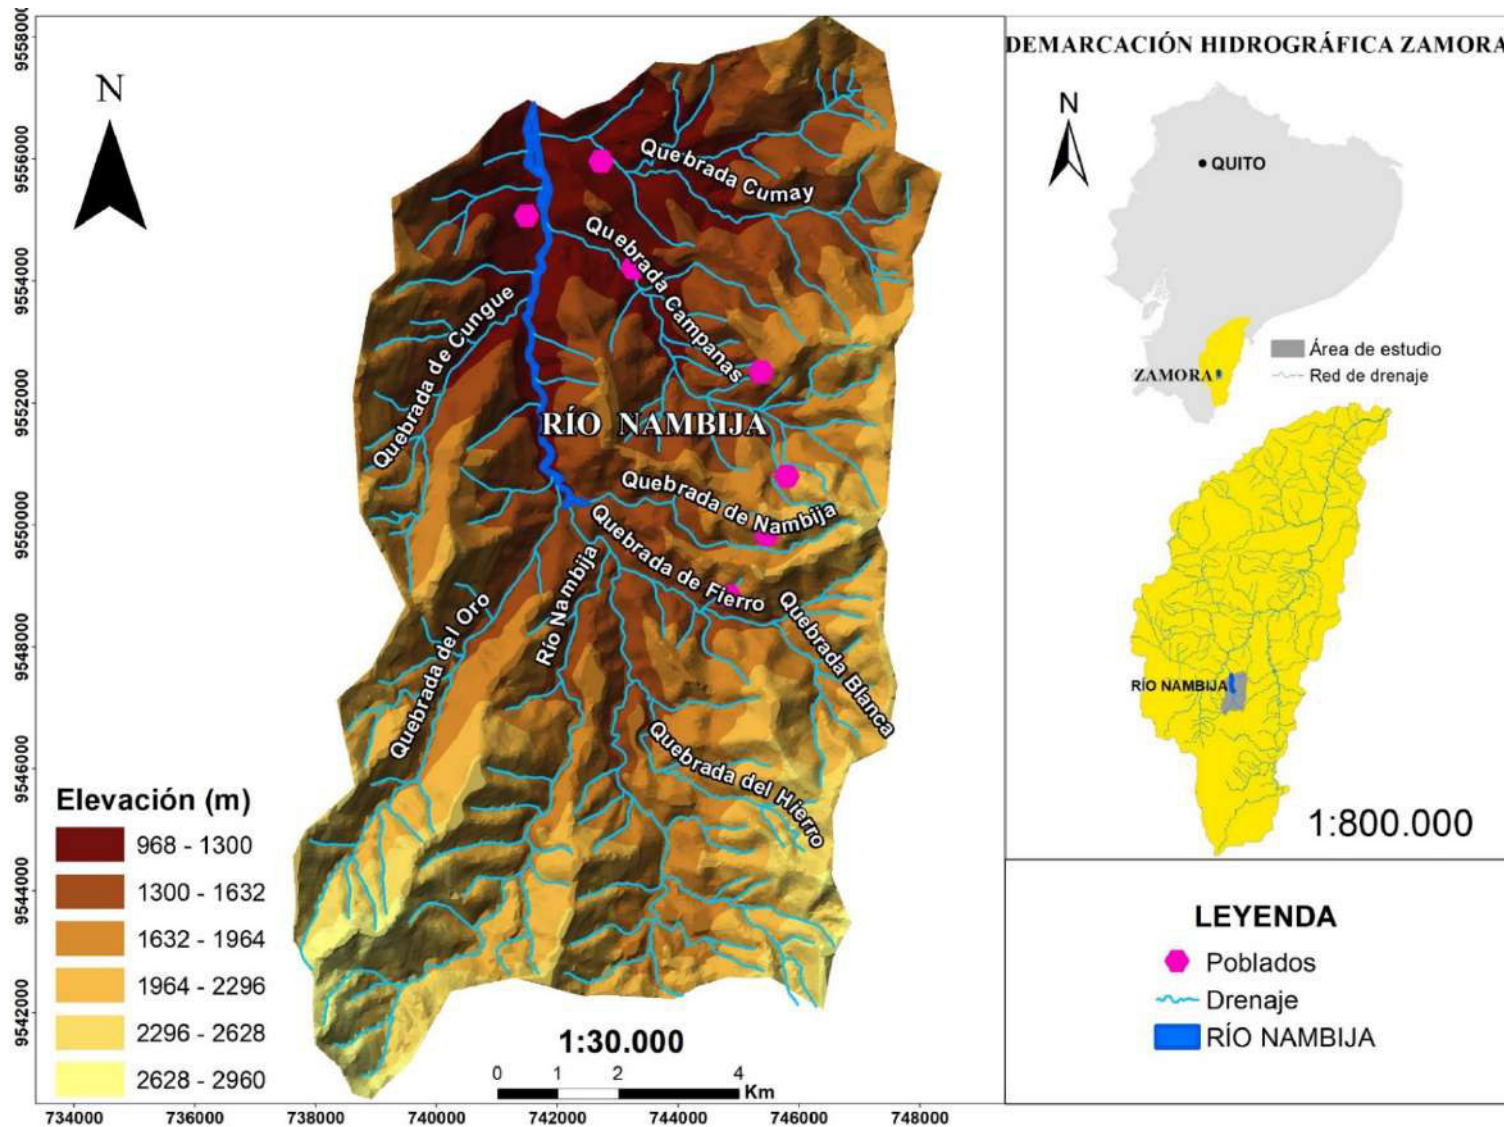 DEMARCACIÓN HIDROGRÁFICA ZAMORA
N
N
QUITO
ZAMORA
Área de estudio
Red de drenaje
RÍO NAMBIJA
1:800.000
Quebrada Cumay
Quebrada Campanas
Quebrada de Cungue
RÍO NAMBIJA
Quebrada de Nambija
Quebrada de Fierro
Río Nambija
Quebrada del Oro
Quebrada Blanca
Quebrada del Hierro
Elevación (m)
968 - 1300
1300 - 1632
1632 - 1964
1964 - 2296
2296 - 2628
2628 - 2960
1:30.000
0 1 2 4
Km
LEYENDA
Poblados
Drenaje
RÍO NAMBIJA
9558000
9556000
9554000
9552000
9550000
9548000
9546000
9544000
9542000
734000 736000 738000 740000 742000 744000 746000 748000